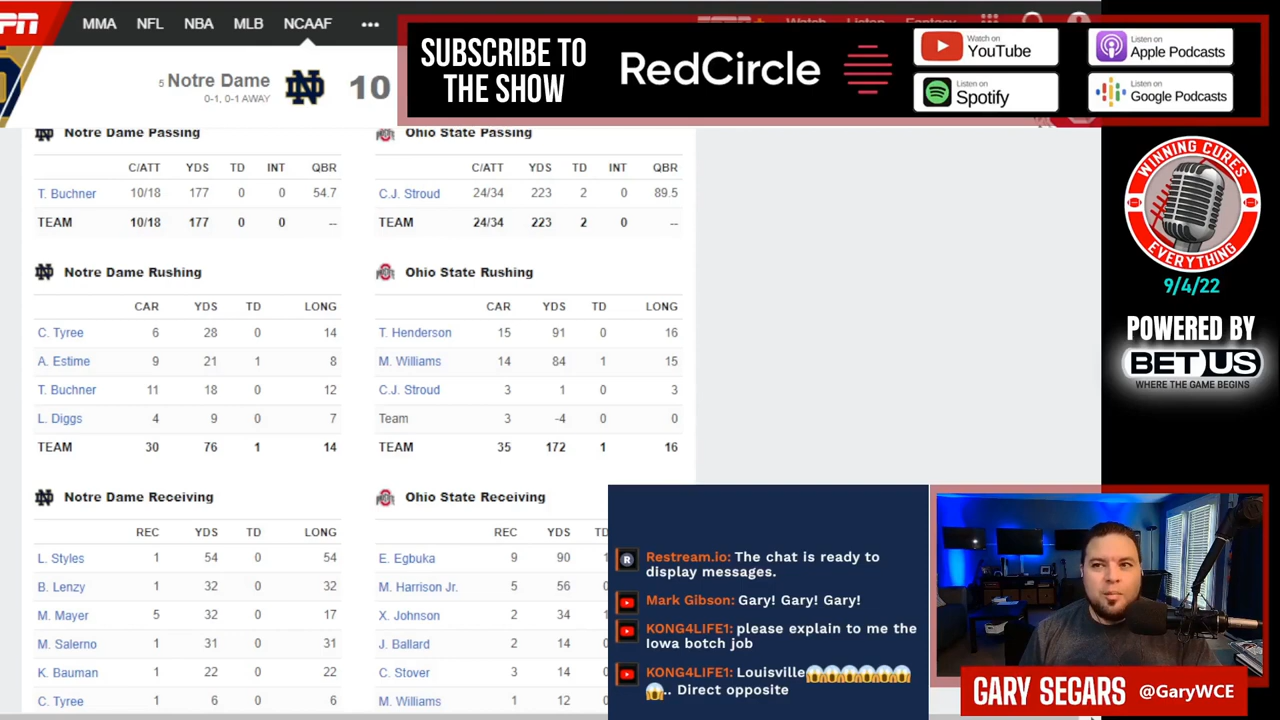 ESPN
MMA NFL NBA MLB NCAAF •••
Watch Listen Fantasy
SUBSCRIBE TO
THE SHOW
RedCircle
Watch on
YouTube
Listen on
Apple Podcasts
Listen on
Spotify
Listen on
Google Podcasts
5 Notre Dame
0-1, 0-1 AWAY
10
Notre Dame Passing
C/ATT YDS TD INT QBR
T. Buchner 10/18 177 0 0 54.7
TEAM 10/18 177 0 0 --
Ohio State Passing
C/ATT YDS TD INT QBR
C.J. Stroud 24/34 223 2 0 89.5
TEAM 24/34 223 2 0 --
Notre Dame Rushing
CAR YDS TD LONG
C. Tyree 6 28 0 14
A. Estime 9 21 1 8
T. Buchner 11 18 0 12
L. Diggs 4 9 0 7
TEAM 30 76 1 14
Ohio State Rushing
CAR YDS TD LONG
T. Henderson 15 91 0 16
M. Williams 14 84 1 15
C.J. Stroud 3 1 0 3
Team 3 -4 0 0
TEAM 35 172 1 16
Notre Dame Receiving
REC YDS TD LONG
L. Styles 1 54 0 54
B. Lenzy 1 32 0 32
M. Mayer 5 32 0 17
M. Salerno 1 31 0 31
K. Bauman 1 22 0 22
C. Tyree 1 6 0 6
Ohio State Receiving
REC YDS
E. Egbuka 9 90
M. Harrison Jr. 5 56
X. Johnson 2 34
J. Ballard 2 14
C. Stover 3 14
M. Williams 1 12
Restream.io: The chat is ready to
display messages.
Mark Gibson: Gary! Gary! Gary!
KONG4LIFE1: please explain to me the
Iowa botch job
KONG4LIFE1: Louisville😱😱😱😱😱😱
😱.. Direct opposite
WINNING CURES
EVERYTHING
9/4/22
POWERED BY
BETUS
WHERE THE GAME BEGINS
GARY SEGARS @GaryWCE